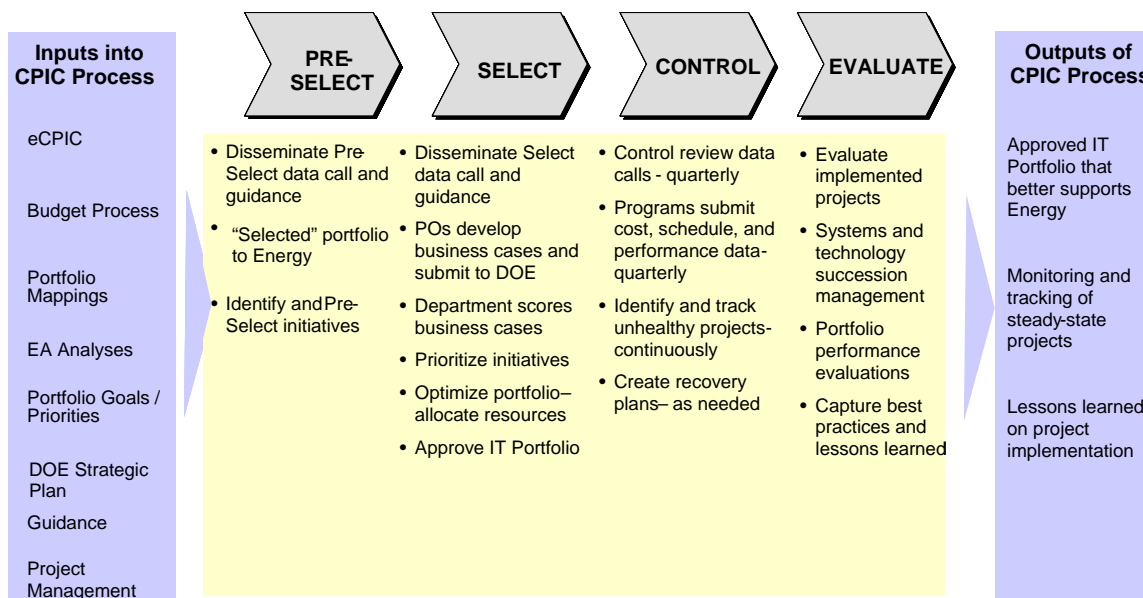 Inputs into
CPIC Process
eCPIC
Budget Process
Portfolio
Mappings
EA Analyses
Portfolio Goals /
Priorities
DOE Strategic
Plan
Guidance
Project
Management
PRE-
SELECT
• Disseminate Pre-
Select data call and
guidance
• “Selected” portfolio
to Energy
• Identify and Pre-
Select initiatives
SELECT
• Disseminate Select
data call and
guidance
• POs develop
business cases and
submit to DOE
• Department scores
business cases
• Prioritize initiatives
• Optimize portfolio–
allocate resources
• Approve IT Portfolio
CONTROL
• Control review data
calls - quarterly
• Programs submit
cost, schedule, and
performance data-
quarterly
• Identify and track
unhealthy projects-
continuously
• Create recovery
plans– as needed
EVALUATE
• Evaluate
implemented
projects
• Systems and
technology
succession
management
• Portfolio
performance
evaluations
• Capture best
practices and
lessons learned
Outputs of
CPIC Process
Approved IT
Portfolio that
better supports
Energy
Monitoring and
tracking of
steady-state
projects
Lessons learned
on project
implementation